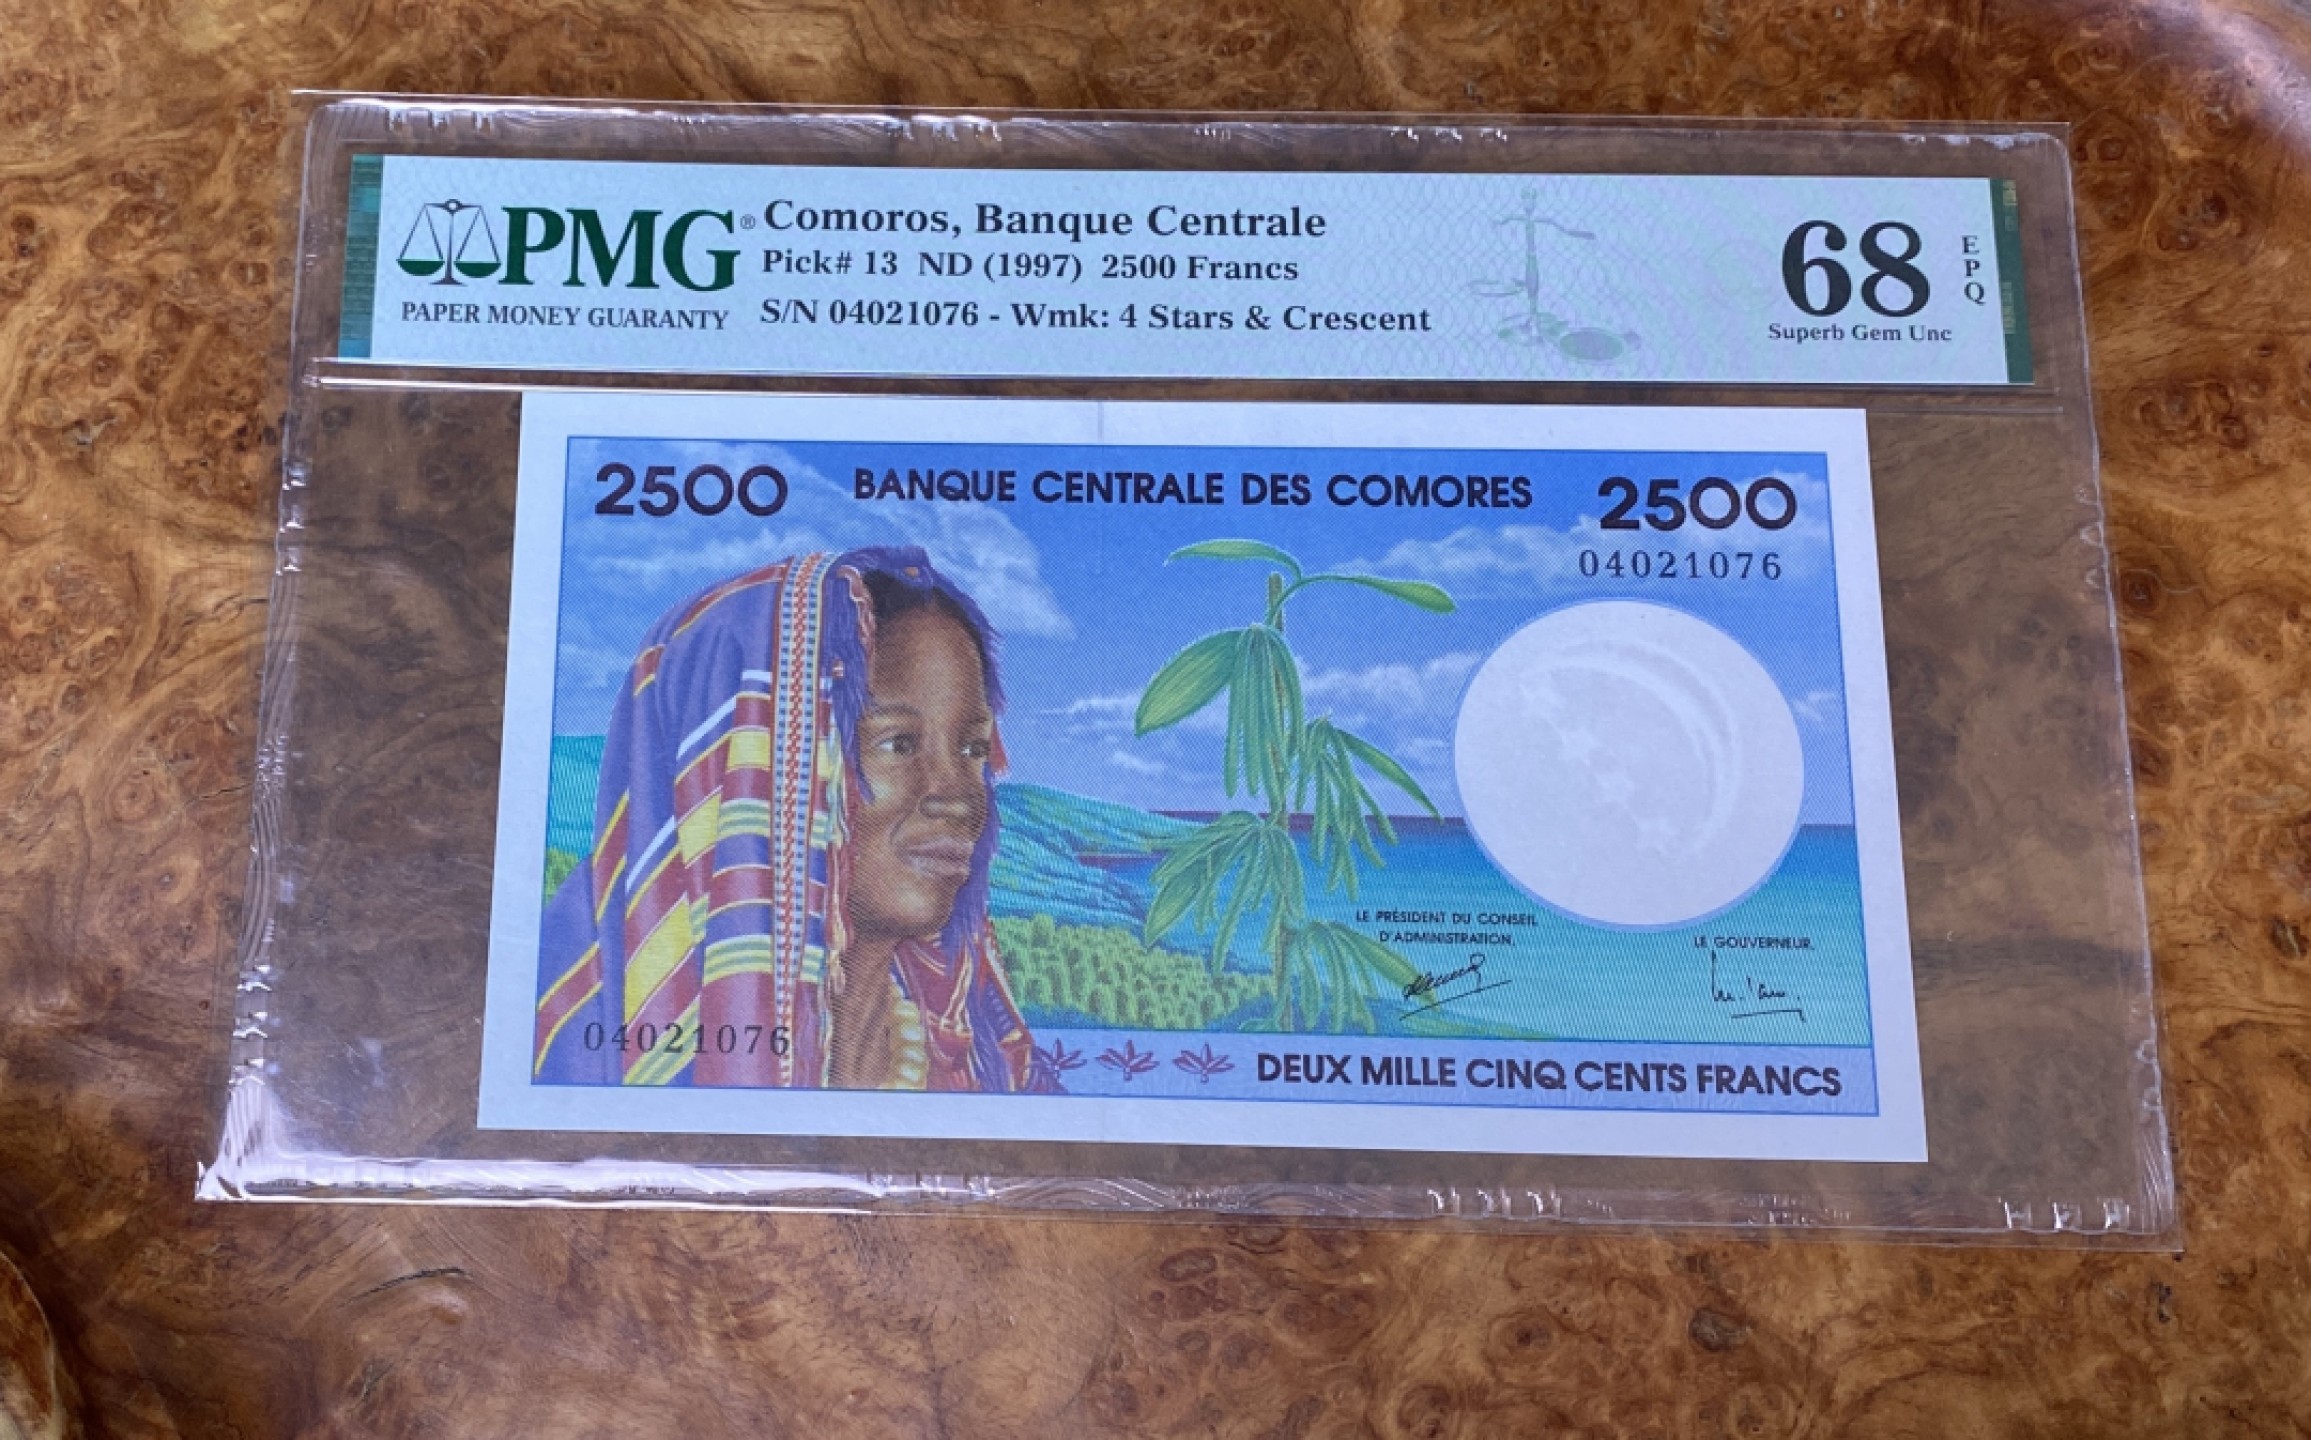 PMG®
PAPER MONEY GUARANTY
Comoros, Banque Centrale
Pick# 13 ND (1997) 2500 Francs
S/N 04021076 - Wmk: 4 Stars & Crescent
68
EPQ
Superb Gem Unc
2500 BANQUE CENTRALE DES COMORES 2500
04021076
LE PRÉSIDENT DU CONSEIL
D'ADMINISTRATION,
LE GOUVERNEUR,
04021076
DEUX MILLE CINQ CENTS FRANCS